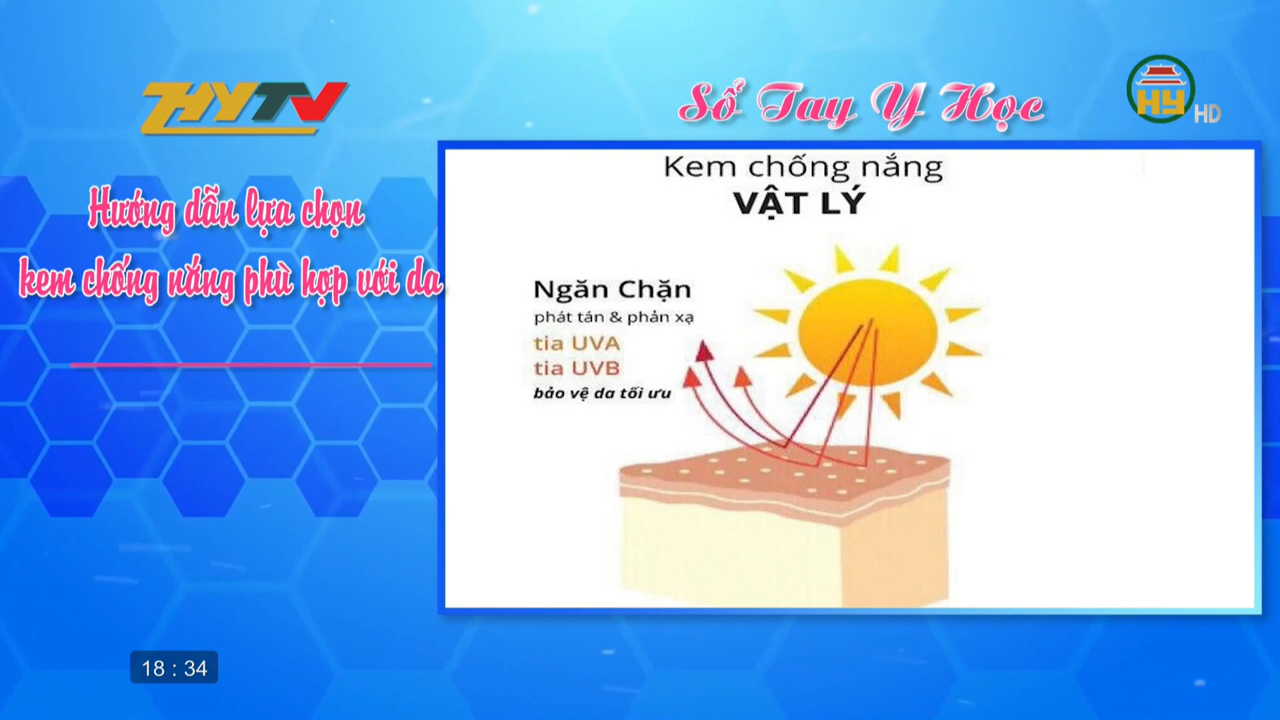 HYTV
Sổ Tay Y Học
HY HD
Hướng dẫn lựa chọn
kem chống nắng phù hợp với da
Kem chống nắng
VẬT LÝ
Ngăn Chặn
phát tán & phản xạ
tia UVA
tia UVB
bảo vệ da tối ưu
18 : 34